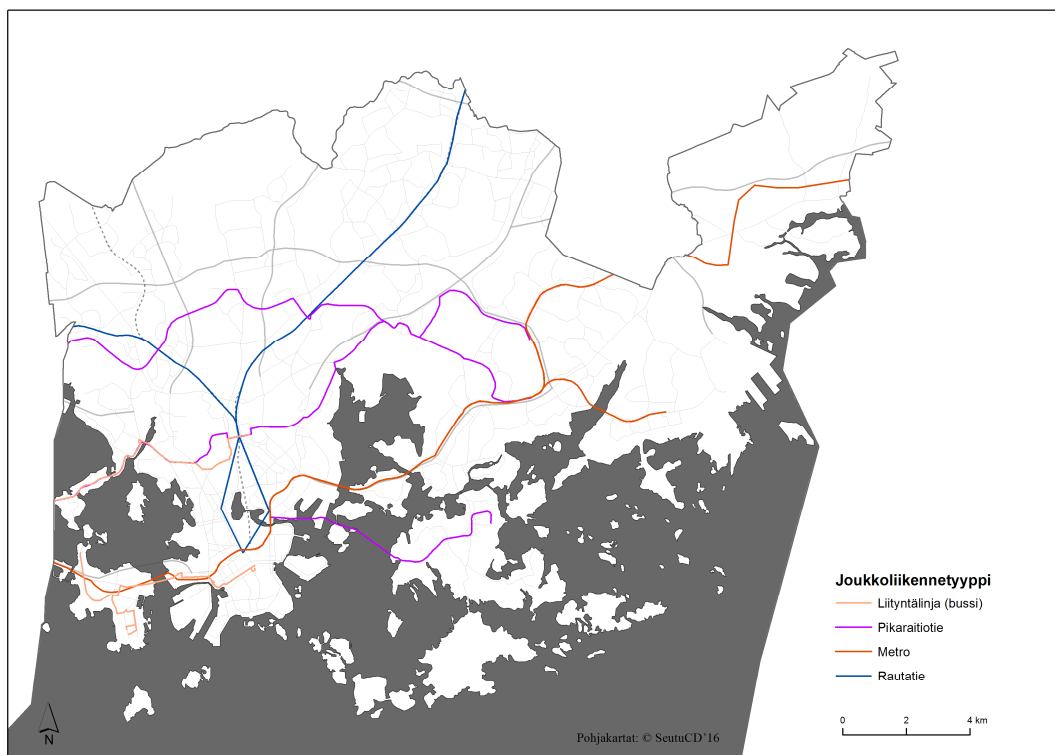 Joukkoliikennetyyppi
Liityntälinja (bussi)
Pikaraitiotie
Metro
Rautatie
0 2 4 km
N
Pohjakartat: © SeutuCD'16